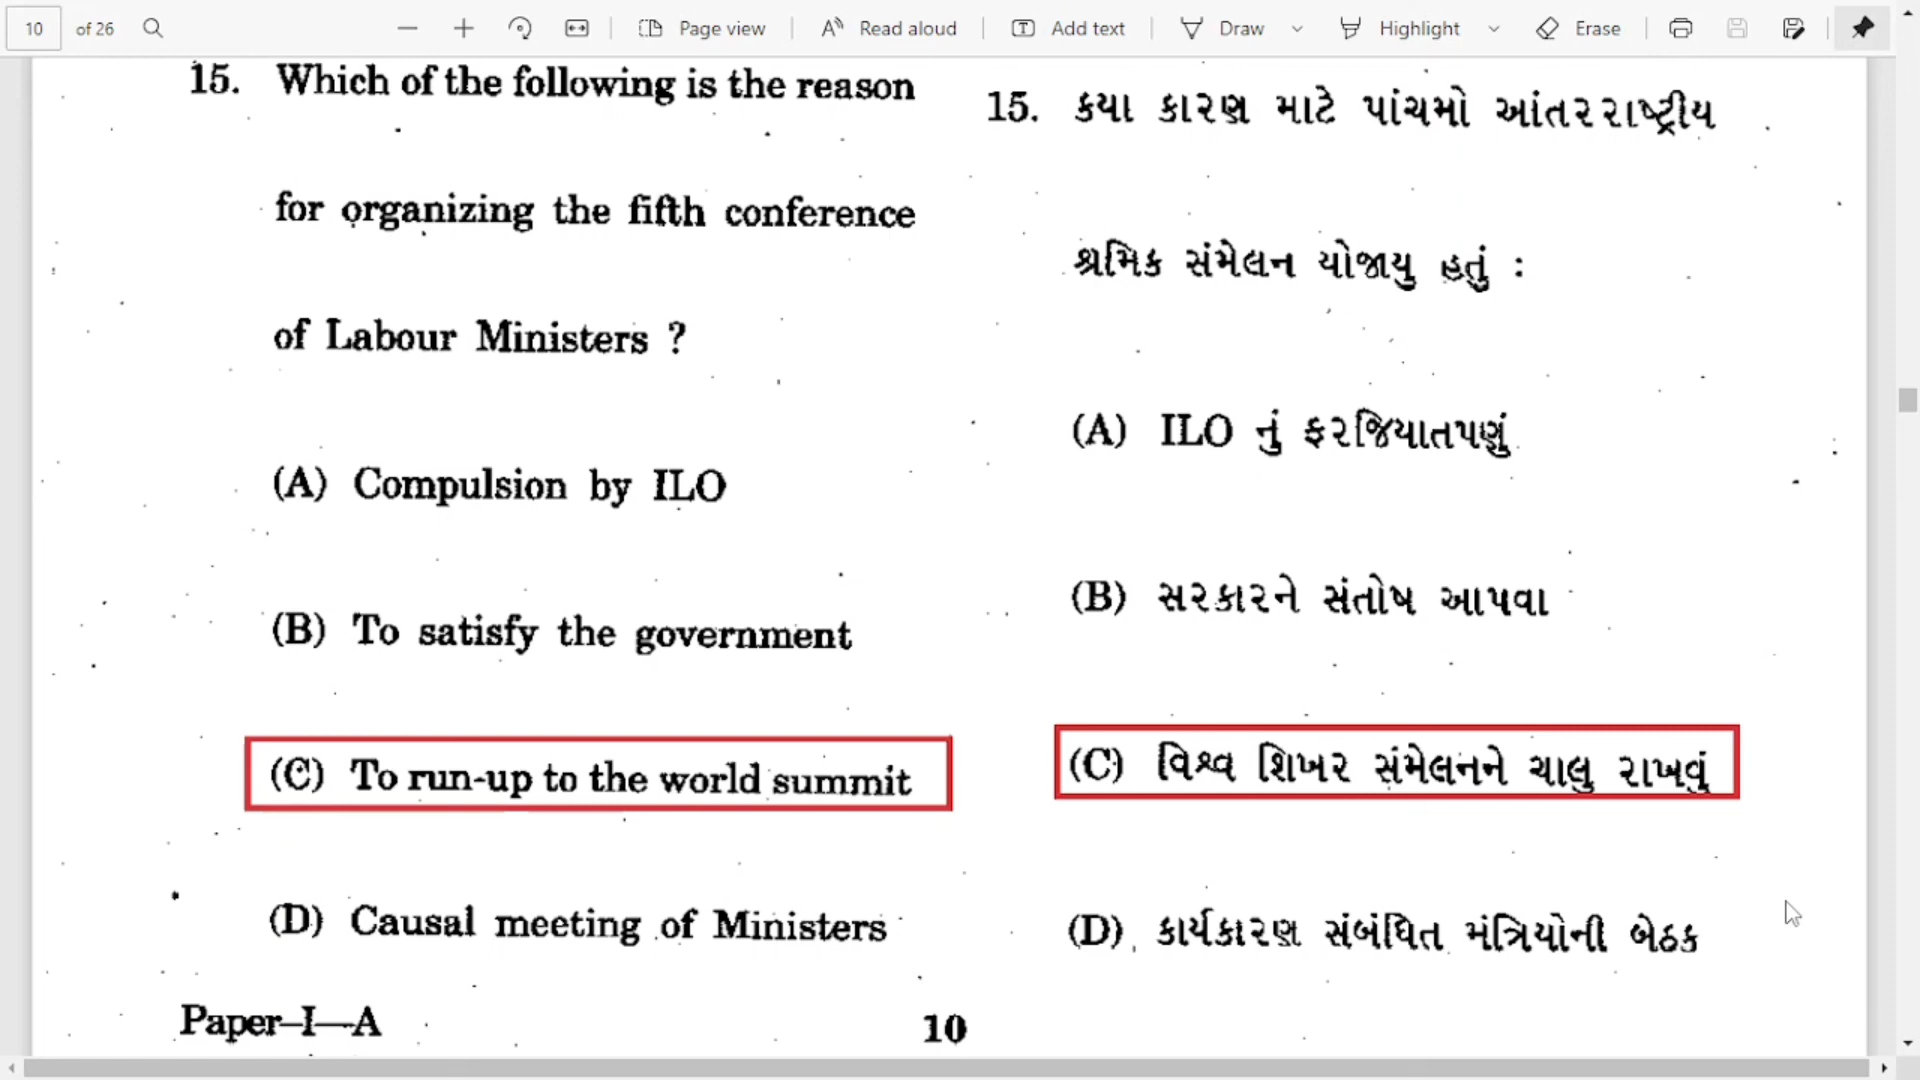 10 of 26 Page view Read aloud Add text Draw Highlight Erase
15. Which of the following is the reason
for organizing the fifth conference
of Labour Ministers ?
(A) Compulsion by ILO
(B) To satisfy the government
(C) To run-up to the world summit
(D) Causal meeting of Ministers
15. કયા કારણ માટે પાંચમો આંતરરાષ્ટ્રીય
શ્રમિક સંમેલન યોજાયુ હતું :
(A) ILO નું ફરજિયાતપણું
(B) સરકારને સંતોષ આપવા
(C) વિશ્વ શિખર સંમેલનને ચાલુ રાખવું
(D) કાર્યકારણ સંબંધિત મંત્રિયોની બેઠક
Paper–I—A
10